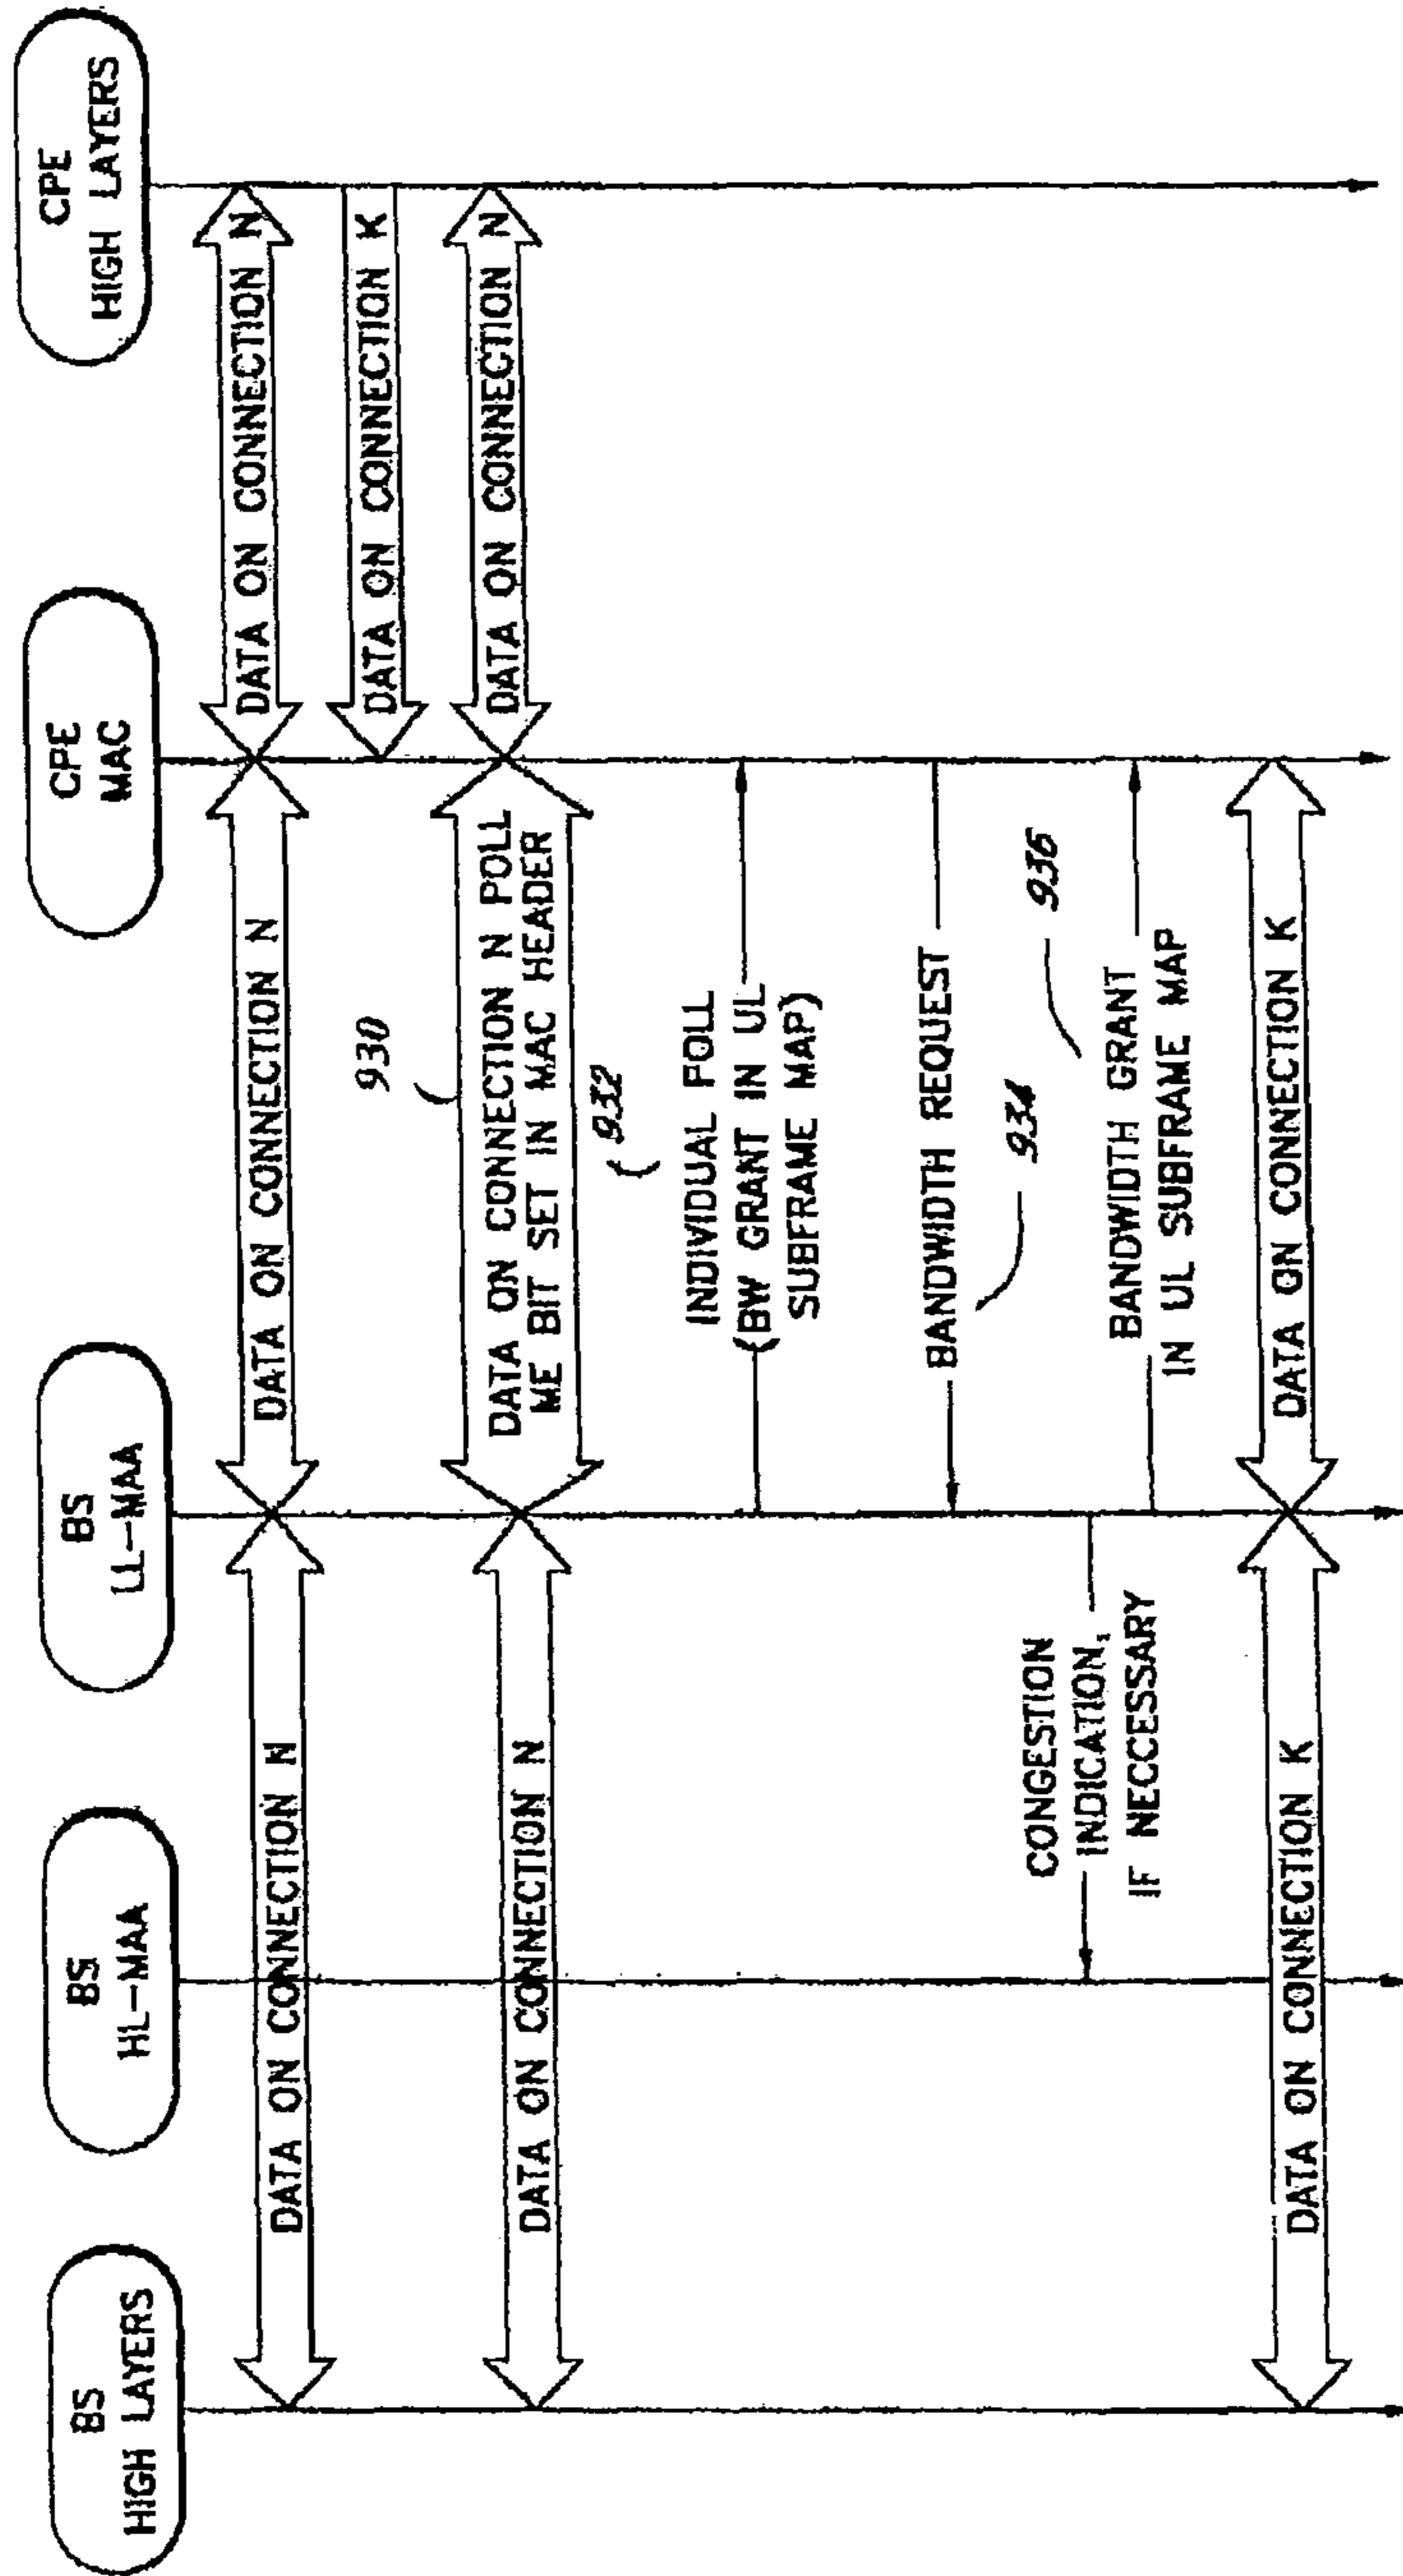 BS
HIGH LAYERS
BS
HL-MAA
BS
LL-MAA
CPE
MAC
CPE
HIGH LAYERS
DATA ON CONNECTION N
DATA ON CONNECTION N
DATA ON CONNECTION N
DATA ON CONNECTION K
930
DATA ON CONNECTION N
DATA ON CONNECTION N POLL
ME BIT SET IN MAC HEADER
DATA ON CONNECTION N
932
INDIVIDUAL POLL
(BW GRANT IN UL
SUBFRAME MAP)
BANDWIDTH REQUEST
934
936
CONGESTION
INDICATION,
IF NECCESSARY
BANDWIDTH GRANT
IN UL SUBFRAME MAP
DATA ON CONNECTION K
DATA ON CONNECTION K